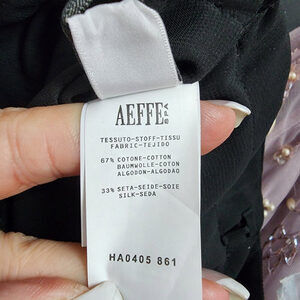 AEFFE S.P.A.
TESSUTO-STOFF-TISSU
FABRIC-TEJIDO
67% COTONE-COTTON
BAUMWOLLE-COTON
ALGODON-ALGODAO
33% SETA-SEIDE-SOIE
SILK-SEDA
HA0405 861